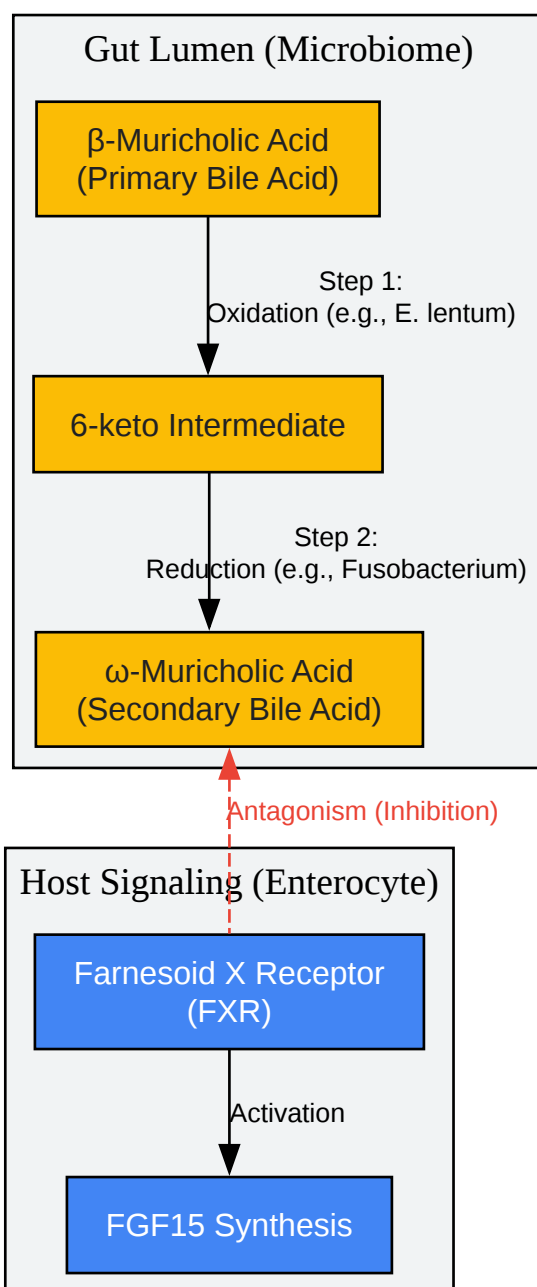 Gut Lumen (Microbiome)
β-Muricholic Acid
(Primary Bile Acid)
Step 1:
Oxidation (e.g., E. lentum)
6-keto Intermediate
Step 2:
Reduction (e.g., Fusobacterium)
ω-Muricholic Acid
(Secondary Bile Acid)
Antagonism (Inhibition)
Host Signaling (Enterocyte)
Farnesoid X Receptor
(FXR)
Activation
FGF15 Synthesis